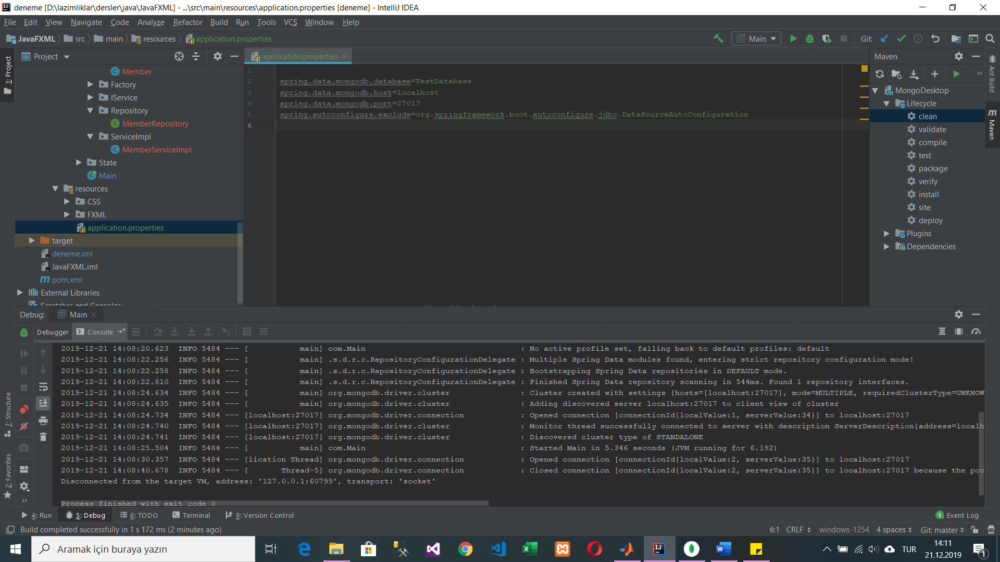 deneme [D:\lazimliklar\dersler\java\JavaFXML] - ...\src\main\resources\application.properties [deneme] - IntelliJ IDEA
File Edit View Navigate Code Analyze Refactor Build Run Tools VCS Window Help
JavaFXML src main resources application.properties
Main Git:
Project
application.properties
Maven
1: Project
Ant Build
Maven
Member
Factory
IService
Repository
MemberRepository
ServiceImpl
MemberServiceImpl
State
Main
resources
CSS
FXML
application.properties
target
deneme.iml
JavaFXML.iml
pom.xml
External Libraries
Scratches and Consoles
1
2 spring.data.mongodb.database=TestDatabase
3 spring.data.mongodb.host=localhost
4 spring.data.mongodb.port=27017
5 spring.autoconfigure.exclude=org.springframework.boot.autoconfigure.jdbc.DataSourceAutoConfiguration
6
MongoDesktop
Lifecycle
clean
validate
compile
test
package
verify
install
site
deploy
Plugins
Dependencies
Debug: Main
Debugger Console
7: Structure
2: Favorites
2019-12-21 14:08:20.623 INFO 5484 --- [ main] com.Main : No active profile set, falling back to default profiles: default
2019-12-21 14:08:22.256 INFO 5484 --- [ main] .s.d.r.c.RepositoryConfigurationDelegate : Multiple Spring Data modules found, entering strict repository configuration mode!
2019-12-21 14:08:22.258 INFO 5484 --- [ main] .s.d.r.c.RepositoryConfigurationDelegate : Bootstrapping Spring Data repositories in DEFAULT mode.
2019-12-21 14:08:22.810 INFO 5484 --- [ main] .s.d.r.c.RepositoryConfigurationDelegate : Finished Spring Data repository scanning in 544ms. Found 1 repository interfaces.
2019-12-21 14:08:24.634 INFO 5484 --- [ main] org.mongodb.driver.cluster : Cluster created with settings {hosts=[localhost:27017], mode=MULTIPLE, requiredClusterType=UNKNOW
2019-12-21 14:08:24.635 INFO 5484 --- [ main] org.mongodb.driver.cluster : Adding discovered server localhost:27017 to client view of cluster
2019-12-21 14:08:24.734 INFO 5484 --- [localhost:27017] org.mongodb.driver.connection : Opened connection [connectionId{localValue:1, serverValue:34}] to localhost:27017
2019-12-21 14:08:24.740 INFO 5484 --- [localhost:27017] org.mongodb.driver.cluster : Monitor thread successfully connected to server with description ServerDescription{address=localh
2019-12-21 14:08:24.741 INFO 5484 --- [localhost:27017] org.mongodb.driver.cluster : Discovered cluster type of STANDALONE
2019-12-21 14:08:25.504 INFO 5484 --- [ main] com.Main : Started Main in 5.346 seconds (JVM running for 6.192)
2019-12-21 14:08:30.357 INFO 5484 --- [lication Thread] org.mongodb.driver.connection : Opened connection [connectionId{localValue:2, serverValue:35}] to localhost:27017
2019-12-21 14:08:40.678 INFO 5484 --- [ Thread-5] org.mongodb.driver.connection : Closed connection [connectionId{localValue:2, serverValue:35}] to localhost:27017 because the poo
Disconnected from the target VM, address: '127.0.0.1:60799', transport: 'socket'
Process finished with exit code 0
4: Run 5: Debug 6: TODO Terminal 9: Version Control 1 Event Log
Build completed successfully in 1 s 172 ms (2 minutes ago) 6:1 CRLF windows-1254 4 spaces Git: master
Aramak için buraya yazın
TUR
14:11
21.12.2019
1